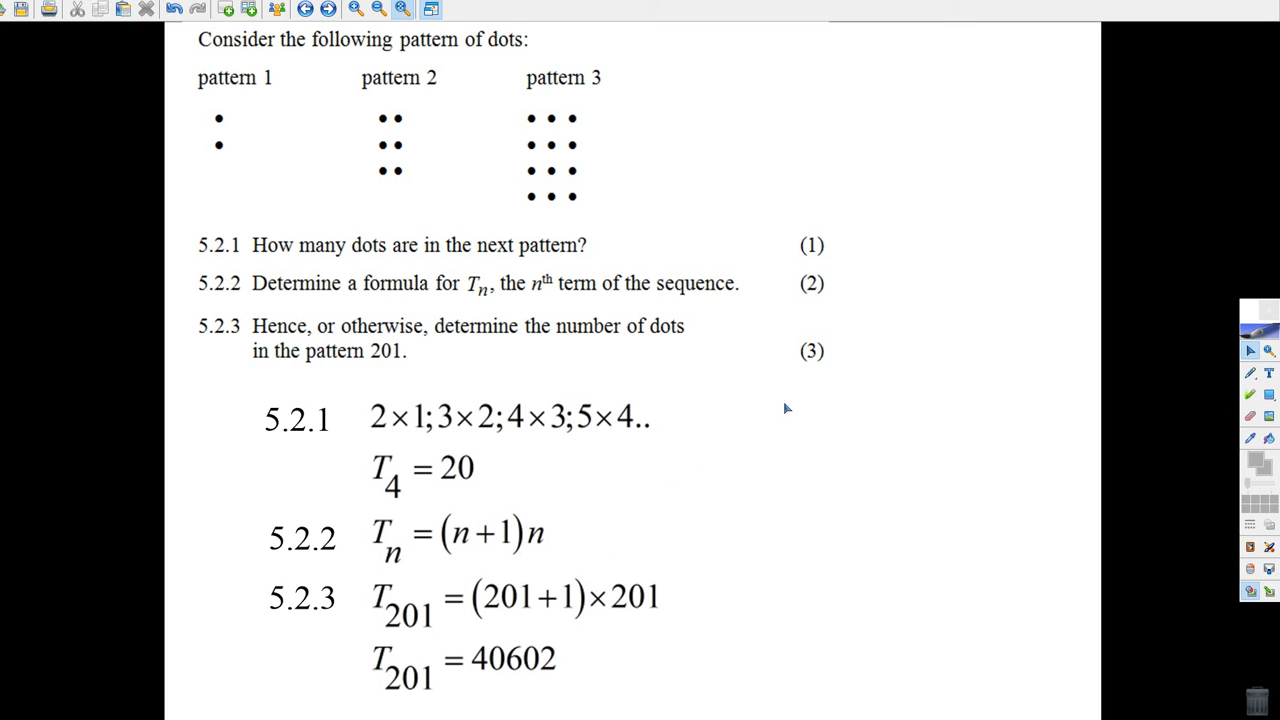 Consider the following pattern of dots:
pattern 1 pattern 2 pattern 3
5.2.1 How many dots are in the next pattern? (1)
5.2.2 Determine a formula for Tn, the nth term of the sequence. (2)
5.2.3 Hence, or otherwise, determine the number of dots
in the pattern 201. (3)
5.2.1 2×1;3×2;4×3;5×4..
T4 = 20
5.2.2 Tn = (n+1)n
5.2.3 T201 = (201+1)×201
T201 = 40602